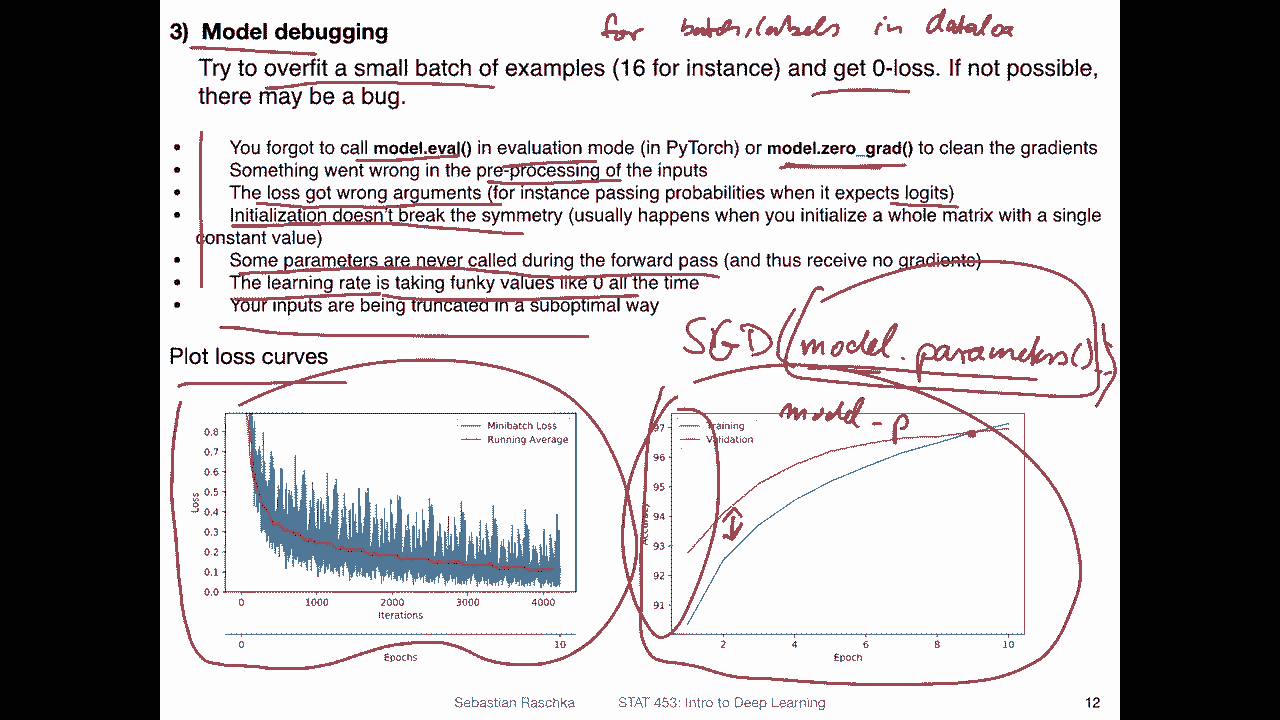 3) Model debugging
for batch, labels in dataloa
Try to overfit a small batch of examples (16 for instance) and get 0-loss. If not possible,
there may be a bug.
• You forgot to call model.eval() in evaluation mode (in PyTorch) or model.zero_grad() to clean the gradients
• Something went wrong in the pre-processing of the inputs
• The loss got wrong arguments (for instance passing probabilities when it expects logits)
• Initialization doesn't break the symmetry (usually happens when you initialize a whole matrix with a single
constant value)
• Some parameters are never called during the forward pass (and thus receive no gradients)
• The learning rate is taking funky values like 0 all the time
• Your inputs are being truncated in a suboptimal way
SGD(model.parameters())
Plot loss curves
model.p
Minibatch Loss
Running Average
Loss
0.8
0.7
0.6
0.5
0.4
0.3
0.2
0.1
0.0
0 1000 2000 3000 4000
Iterations
0 10
Epochs
Training
Validation
Accuracy
97
96
95
94
93
92
91
2 4 6 8 10
Epoch
Sebastian Raschka STAT 453: Intro to Deep Learning 12